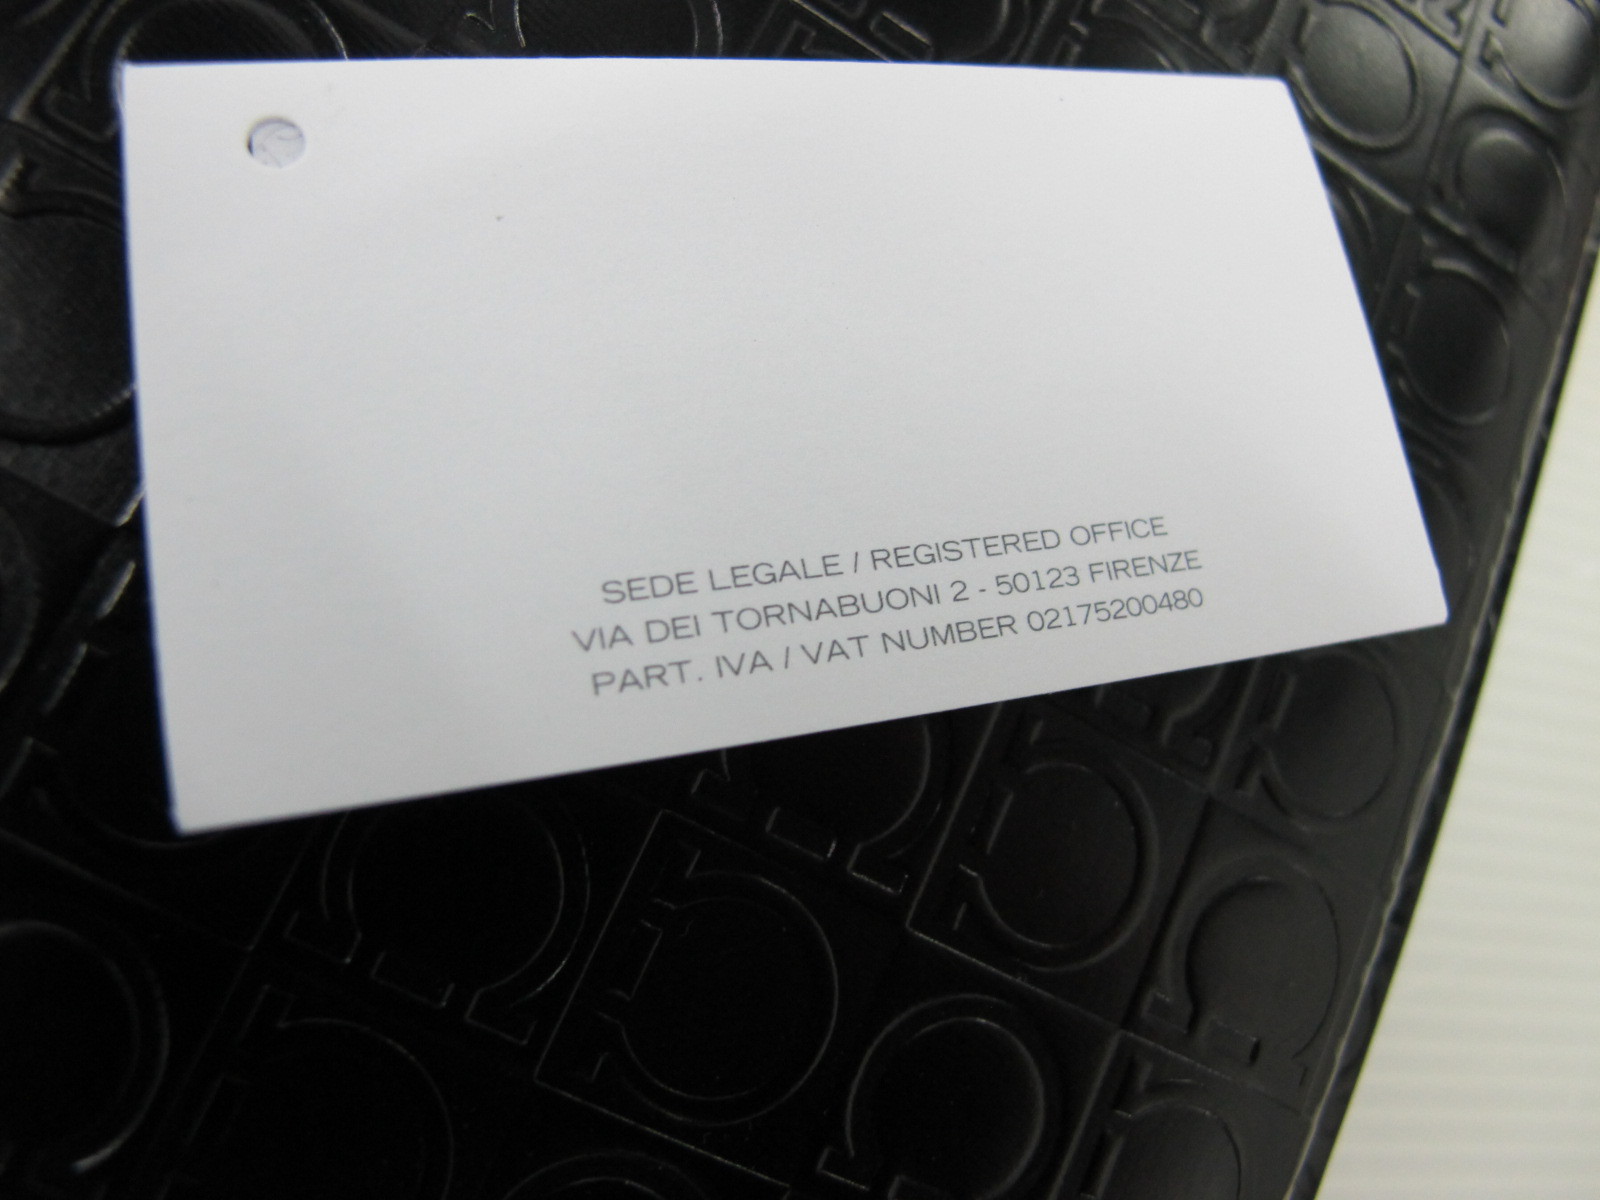 SEDE LEGALE / REGISTERED OFFICE
VIA DEI TORNABUONI 2 - 50123 FIRENZE
PART. IVA / VAT NUMBER 02175200480